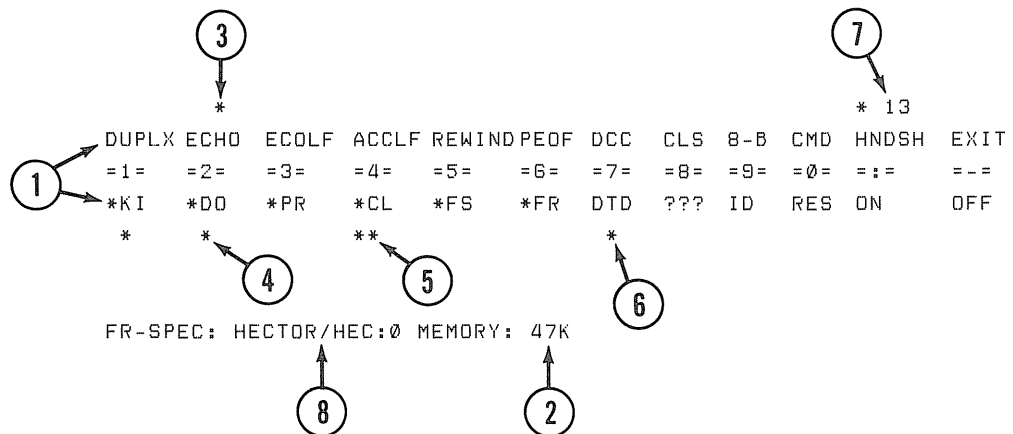 3 7
* * 13
DUPLX ECHO ECOLF ACCLF REWIND PEOF DCC CLS 8-B CMD HNDSH EXIT
1 =1= =2= =3= =4= =5= =6= =7= =8= =9= =Ø= =:= =-=
*KI *DO *PR *CL *FS *FR DTD ??? ID RES ON OFF
* * ** *
4 5 6
FR-SPEC: HECTOR/HEC:Ø MEMORY: 47K
8 2